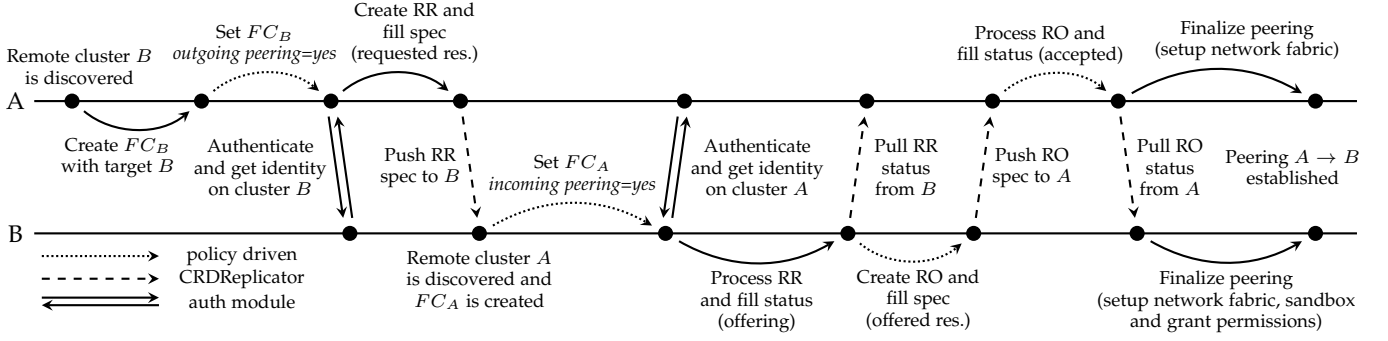 Remote cluster B
is discovered
Set FC_B
outgoing peering=yes
Create RR and
fill spec
(requested res.)
Process RO and
fill status (accepted)
Finalize peering
(setup network fabric)
A
Create FC_B
with target B
Authenticate
and get identity
on cluster B
Push RR
spec to B
Set FC_A
incoming peering=yes
Authenticate
and get identity
on cluster A
Pull RR
status
from B
Push RO
spec to A
Pull RO
status
from A
Peering A → B
established
B
policy driven
CRDReplicator
auth module
Remote cluster A
is discovered and
FC_A is created
Process RR
and fill status
(offering)
Create RO and
fill spec
(offered res.)
Finalize peering
(setup network fabric, sandbox
and grant permissions)